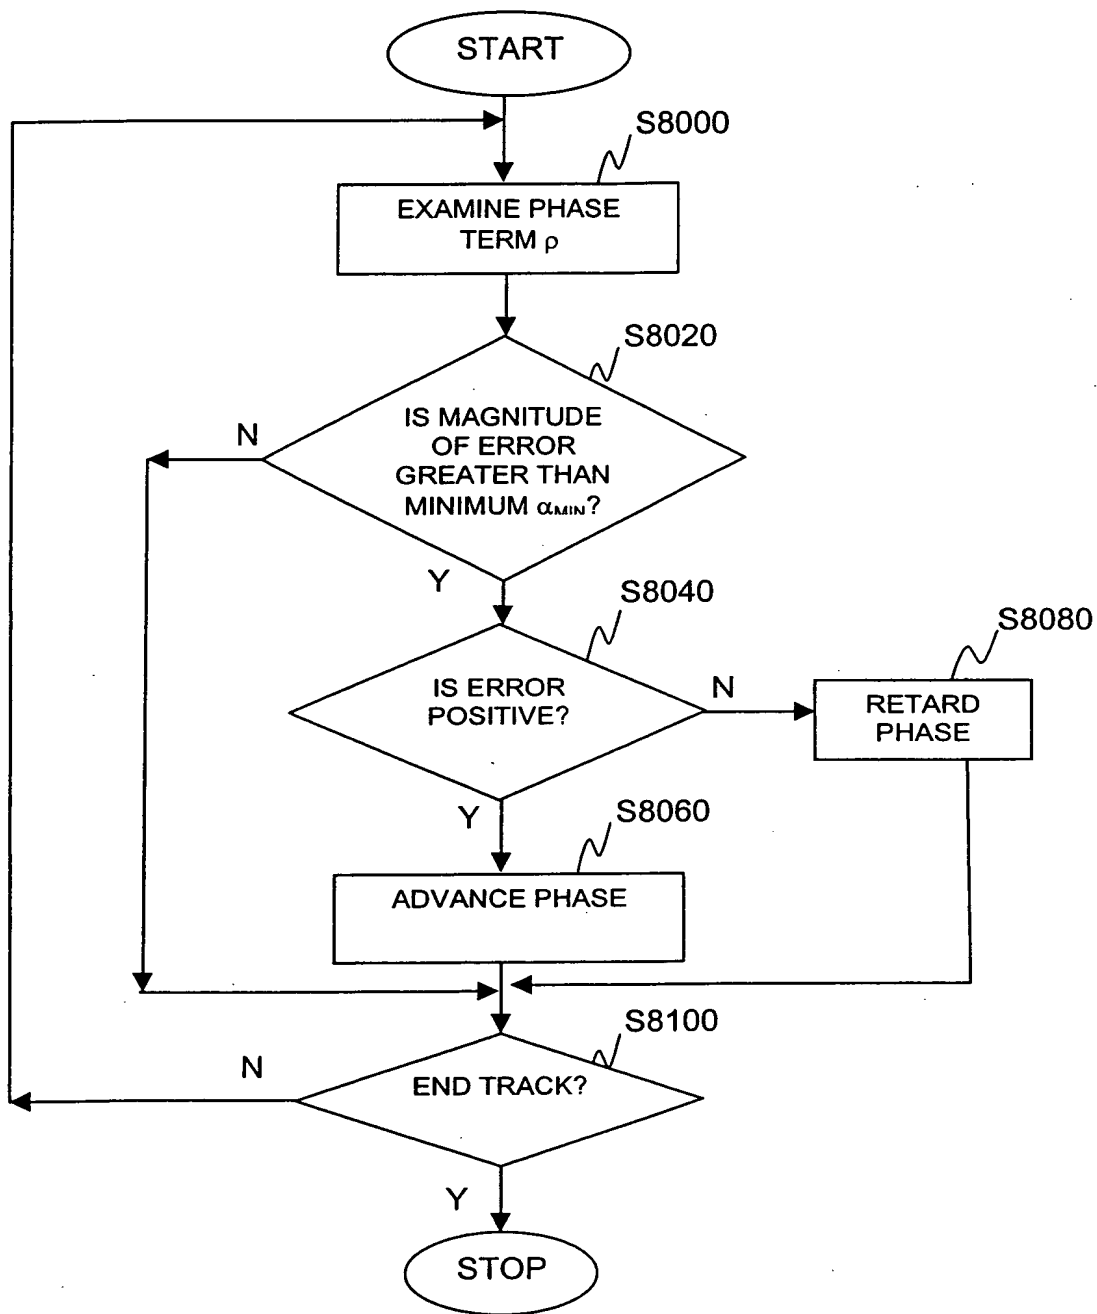 START
S8000
EXAMINE PHASE
TERM ρ
S8020
IS MAGNITUDE
OF ERROR
GREATER THAN
MINIMUM αMIN?
N
Y
S8040
S8080
IS ERROR
POSITIVE?
N
RETARD
PHASE
Y
S8060
ADVANCE PHASE
S8100
N
END TRACK?
Y
STOP